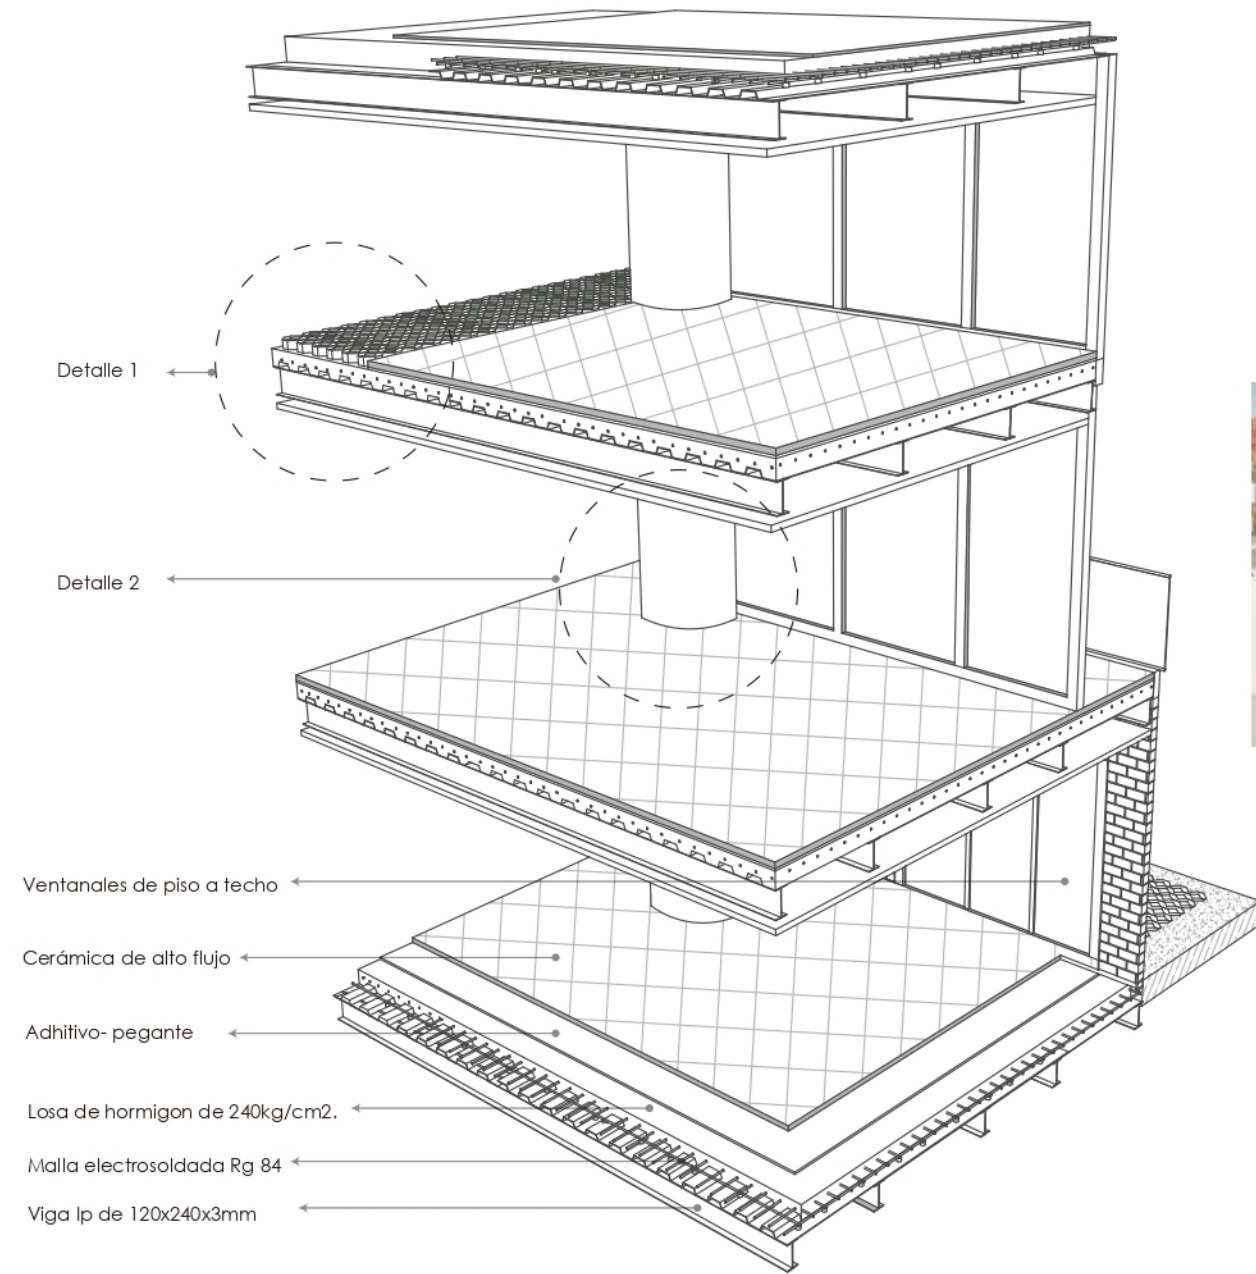 Detalle 1
Detalle 2
Ventanales de piso a techo
Cerámica de alto flujo
Adhitivo- pegante
Losa de hormigon de 240kg/cm2.
Malla electrosoldada Rg 84
Viga Ip de 120x240x3mm